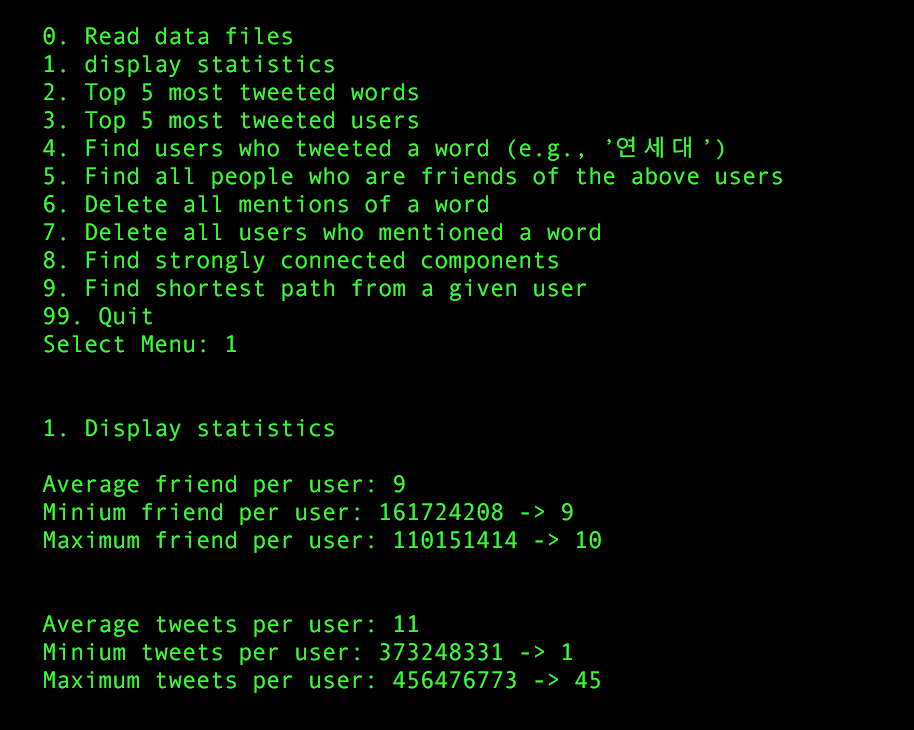 0. Read data files
1. display statistics
2. Top 5 most tweeted words
3. Top 5 most tweeted users
4. Find users who tweeted a word (e.g., ’연세대’)
5. Find all people who are friends of the above users
6. Delete all mentions of a word
7. Delete all users who mentioned a word
8. Find strongly connected components
9. Find shortest path from a given user
99. Quit
Select Menu: 1
1. Display statistics
Average friend per user: 9
Minium friend per user: 161724208 -> 9
Maximum friend per user: 110151414 -> 10
Average tweets per user: 11
Minium tweets per user: 373248331 -> 1
Maximum tweets per user: 456476773 -> 45